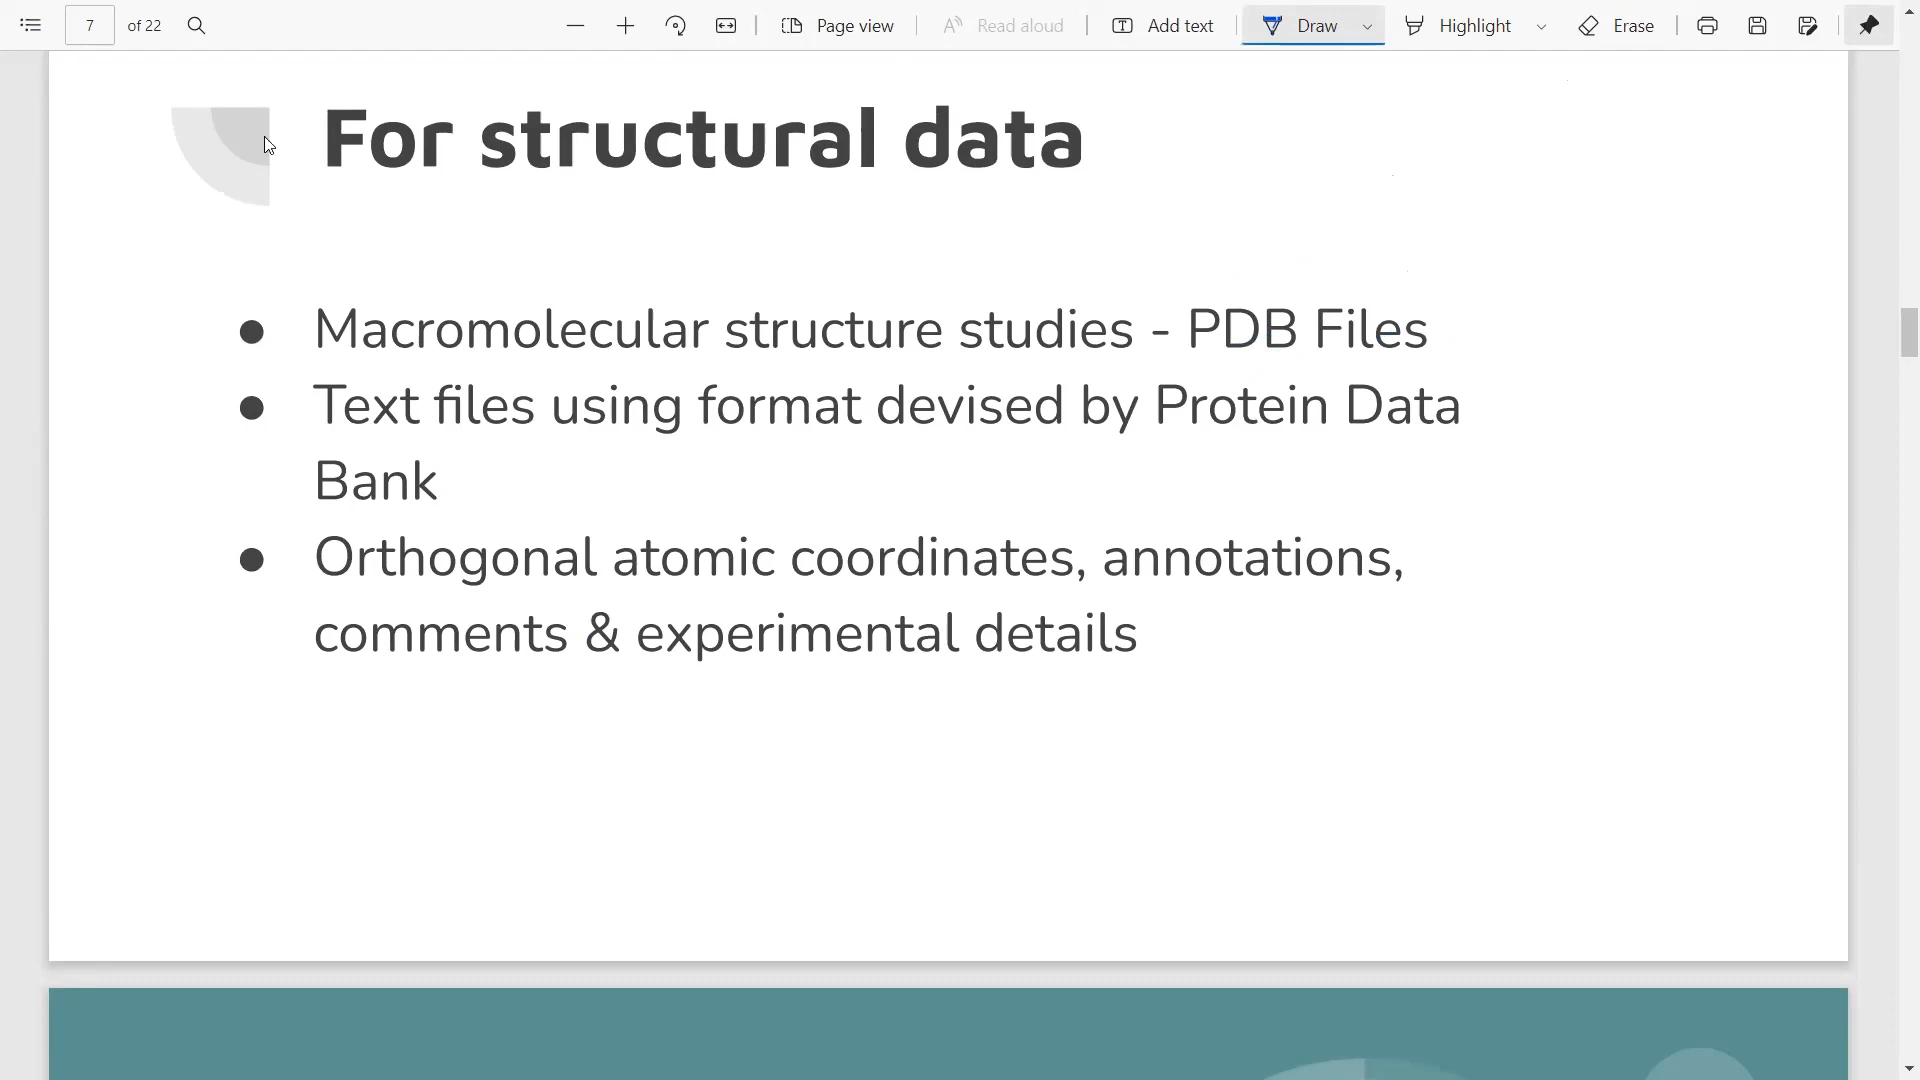 7 of 22 Page view Read aloud Add text Draw Highlight Erase
For structural data
● Macromolecular structure studies - PDB Files
● Text files using format devised by Protein Data
Bank
● Orthogonal atomic coordinates, annotations,
comments & experimental details